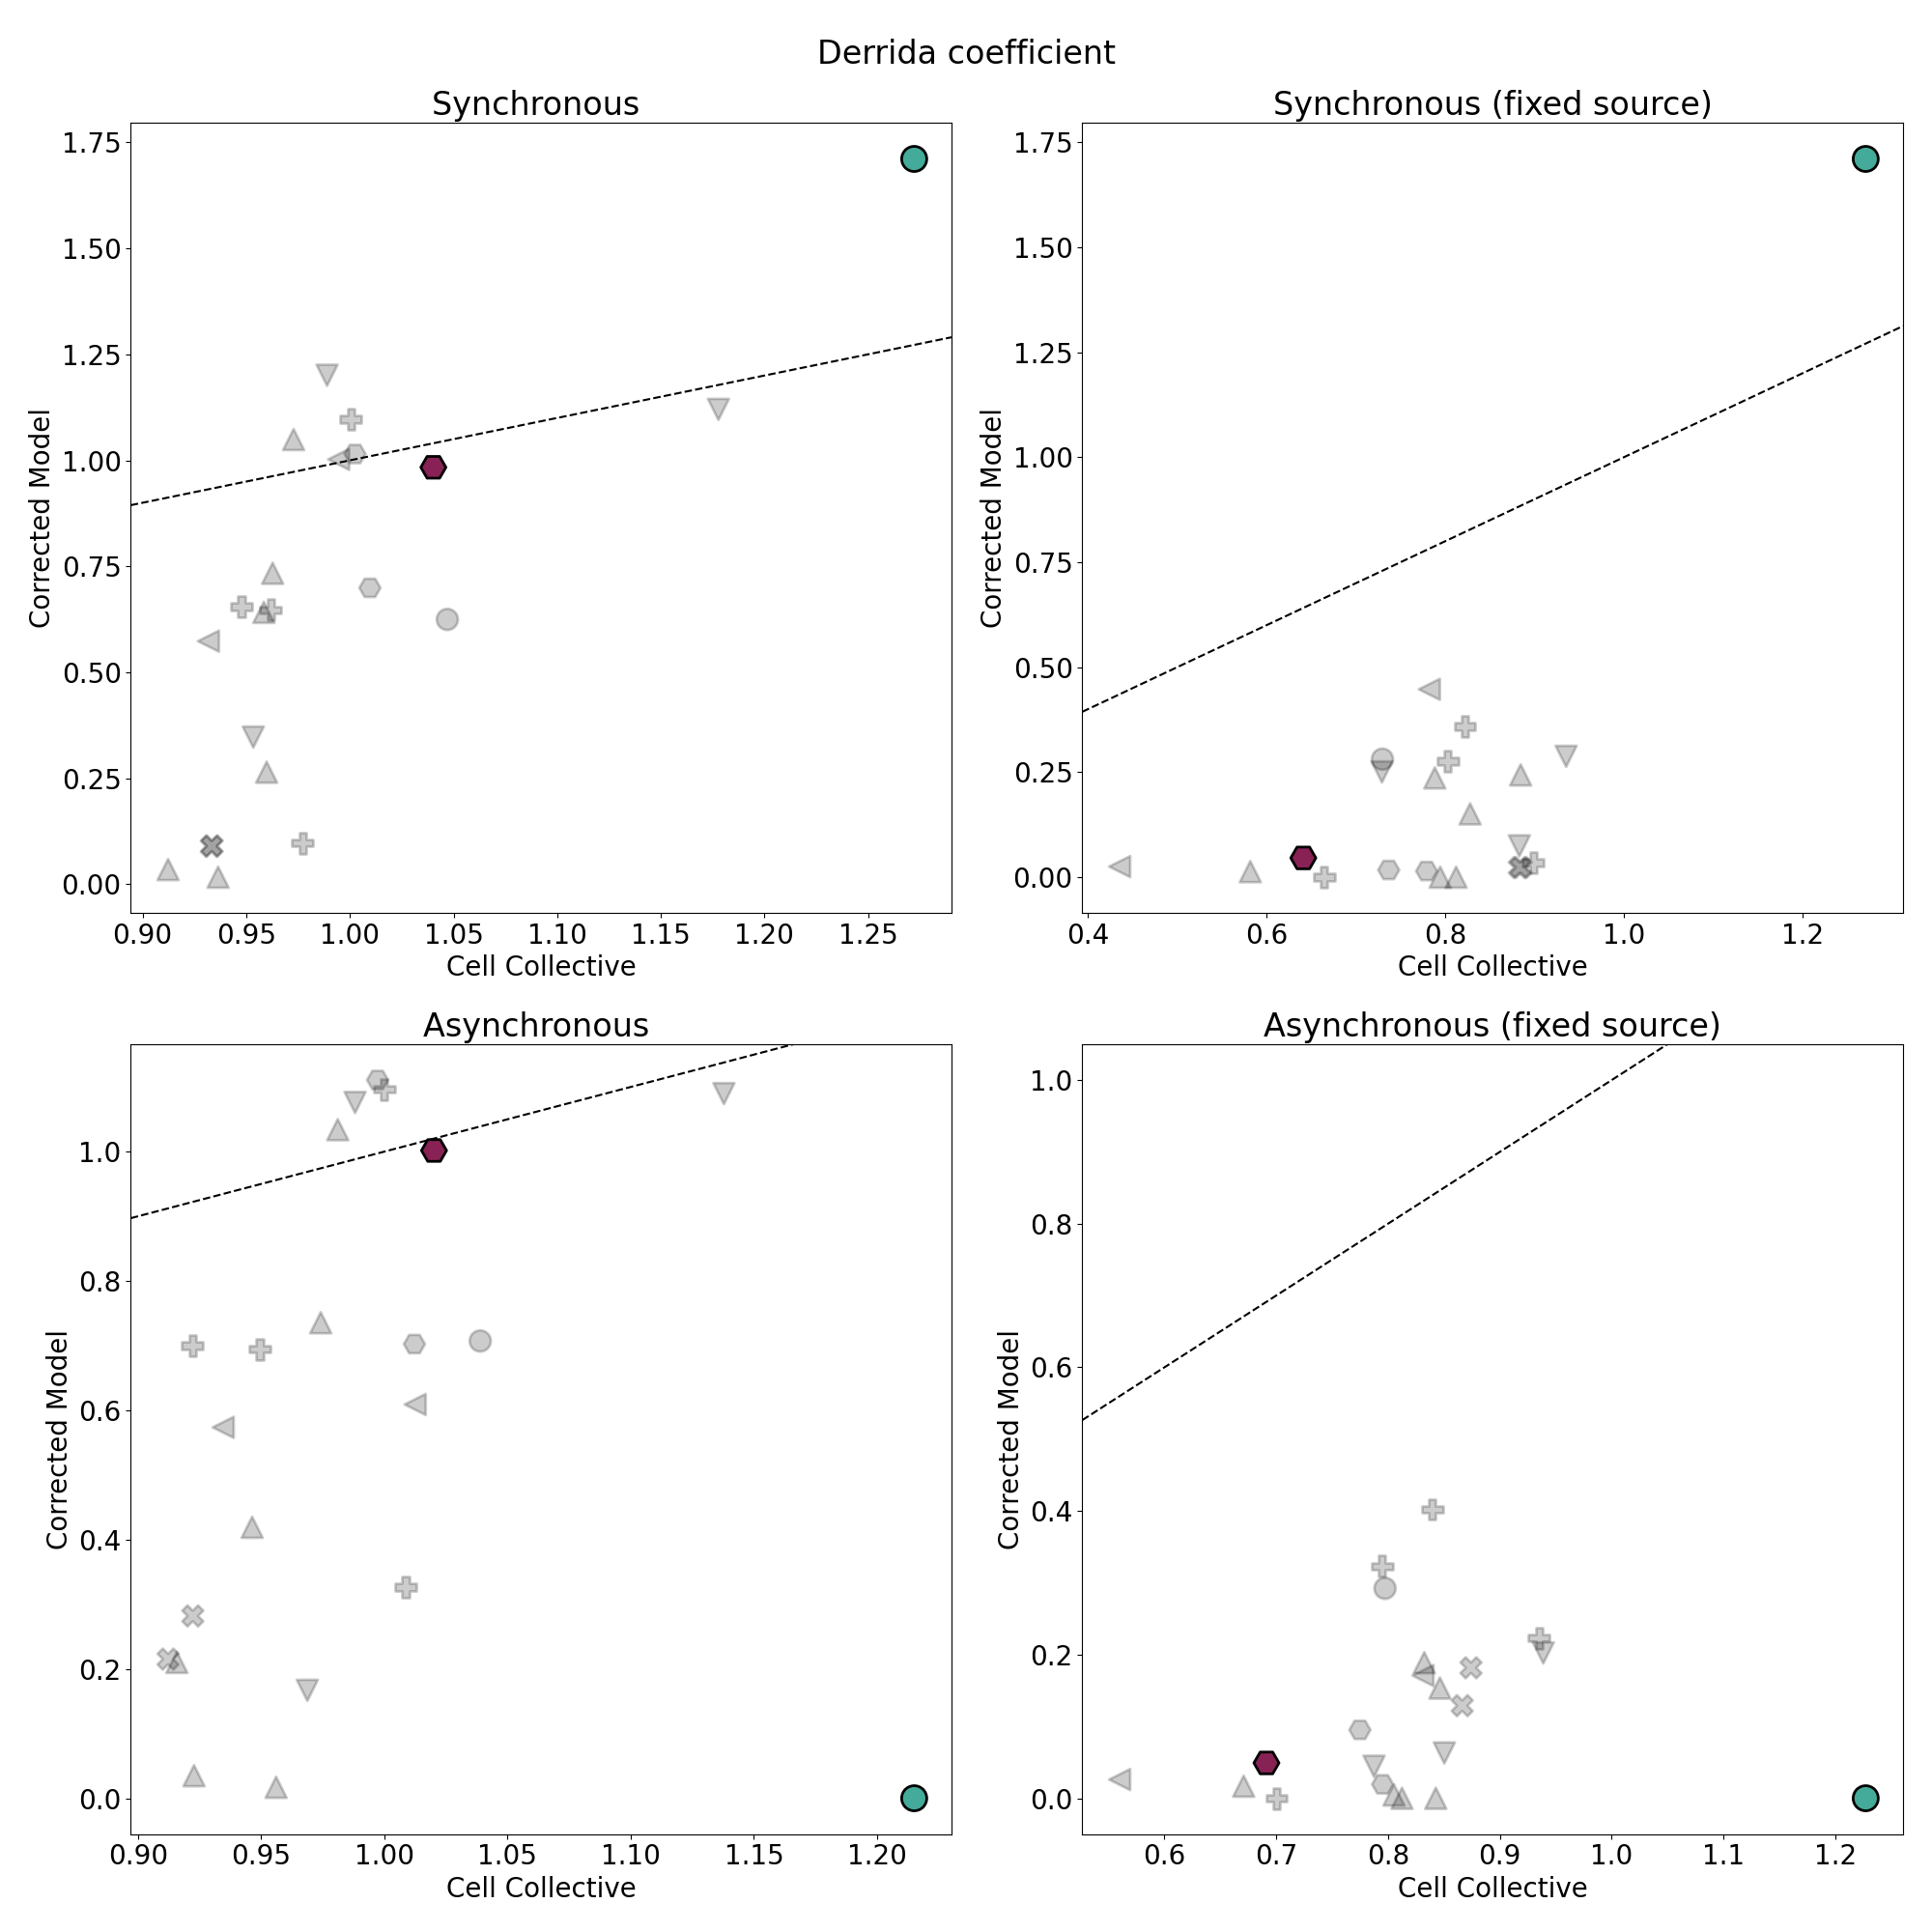 Derrida coefficient
Synchronous
1.75
1.50
1.25
1.00
0.75
0.50
0.25
0.00
Corrected Model
0.90 0.95 1.00 1.05 1.10 1.15 1.20 1.25
Cell Collective
Synchronous (fixed source)
1.75
1.50
1.25
1.00
0.75
0.50
0.25
0.00
Corrected Model
0.4 0.6 0.8 1.0 1.2
Cell Collective
Asynchronous
1.0
0.8
0.6
0.4
0.2
0.0
Corrected Model
0.90 0.95 1.00 1.05 1.10 1.15 1.20
Cell Collective
Asynchronous (fixed source)
1.0
0.8
0.6
0.4
0.2
0.0
Corrected Model
0.6 0.7 0.8 0.9 1.0 1.1 1.2
Cell Collective